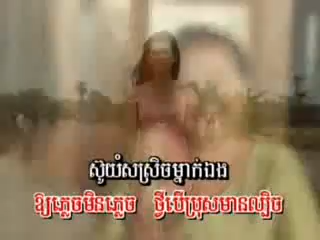 ស៊ូយំសស្រិចម្នាក់ឯង
ឱ្យភ្លេចមិនភ្លេច ថ្វីបើប្រុសមានល្បិច